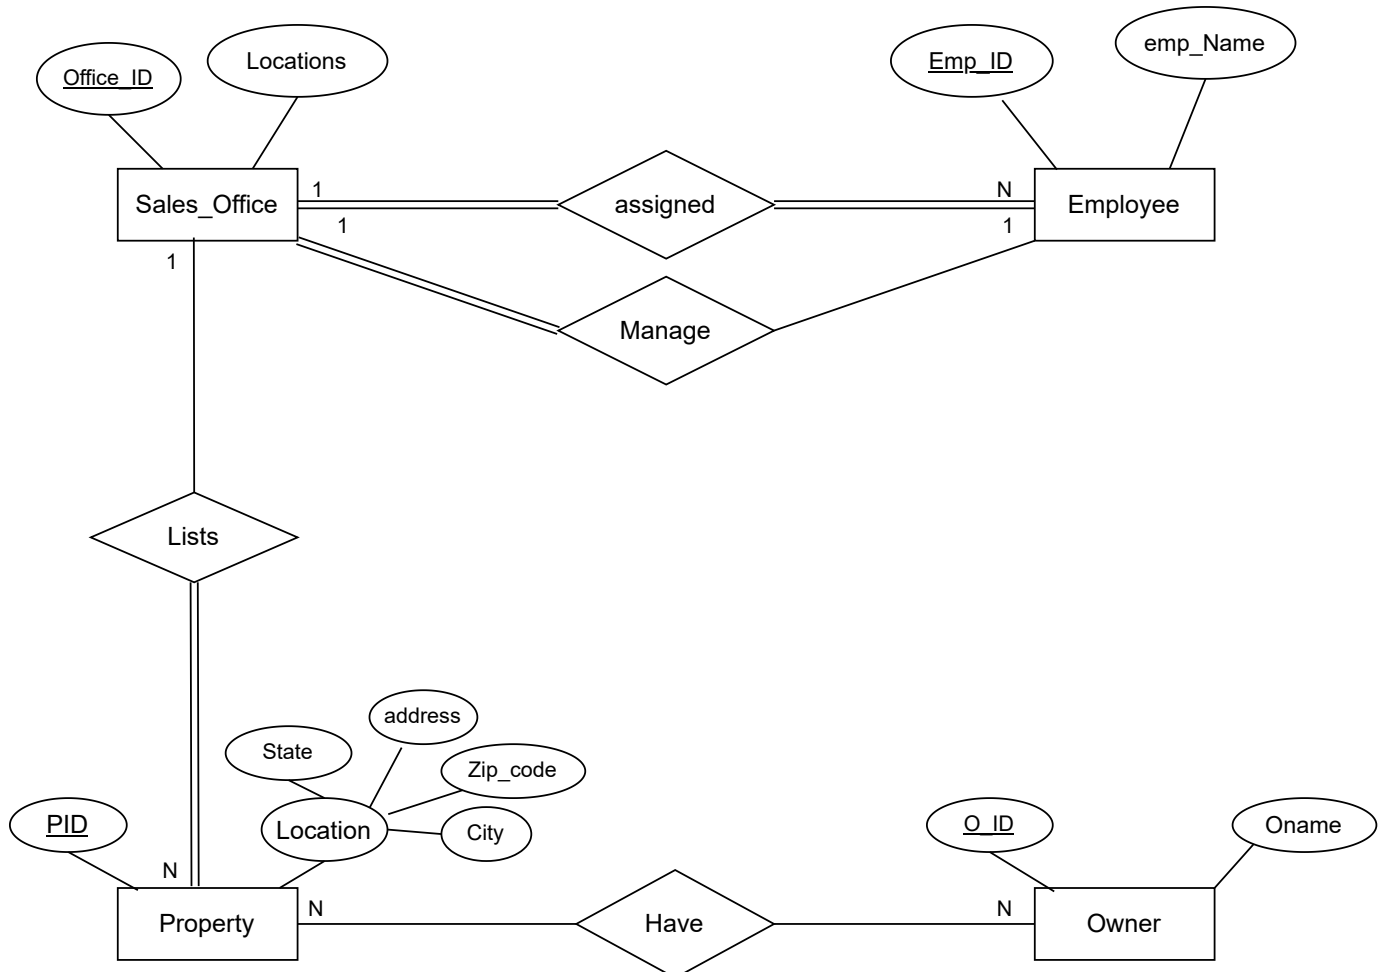 emp_Name
Locations
Emp_ID
Office_ID
1
N
Sales_Office
assigned
Employee
1
1
1
Manage
Lists
address
State
Zip_code
PID
Location
City
O_ID
Oname
N
N
N
Property
Have
Owner